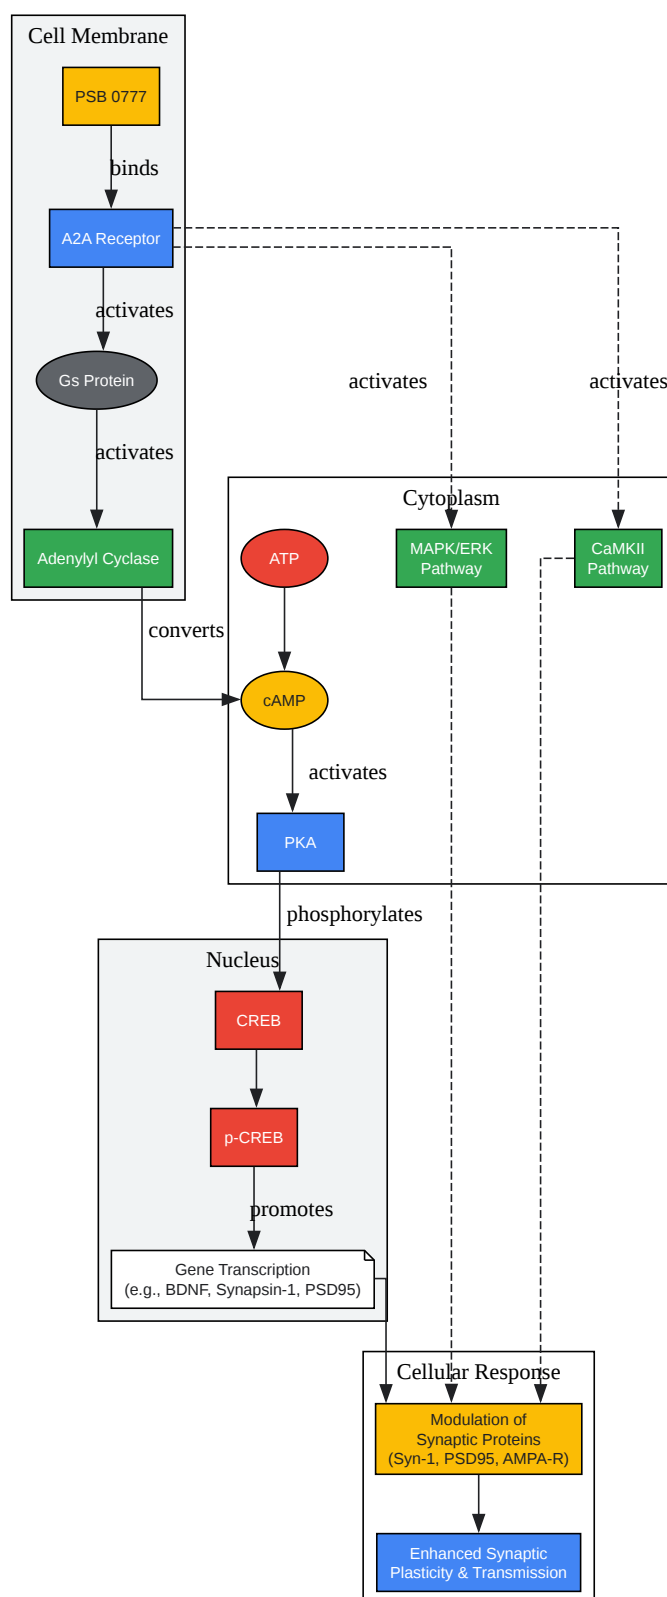 Cell Membrane
PSB 0777
binds
A2A Receptor
activates
Gs Protein
activates
activates
activates
Adenylyl Cyclase
converts
Cytoplasm
ATP
MAPK/ERK
Pathway
CaMKII
Pathway
cAMP
activates
PKA
phosphorylates
Nucleus
CREB
p-CREB
promotes
Gene Transcription
(e.g., BDNF, Synapsin-1, PSD95)
Cellular Response
Modulation of
Synaptic Proteins
(Syn-1, PSD95, AMPA-R)
Enhanced Synaptic
Plasticity & Transmission